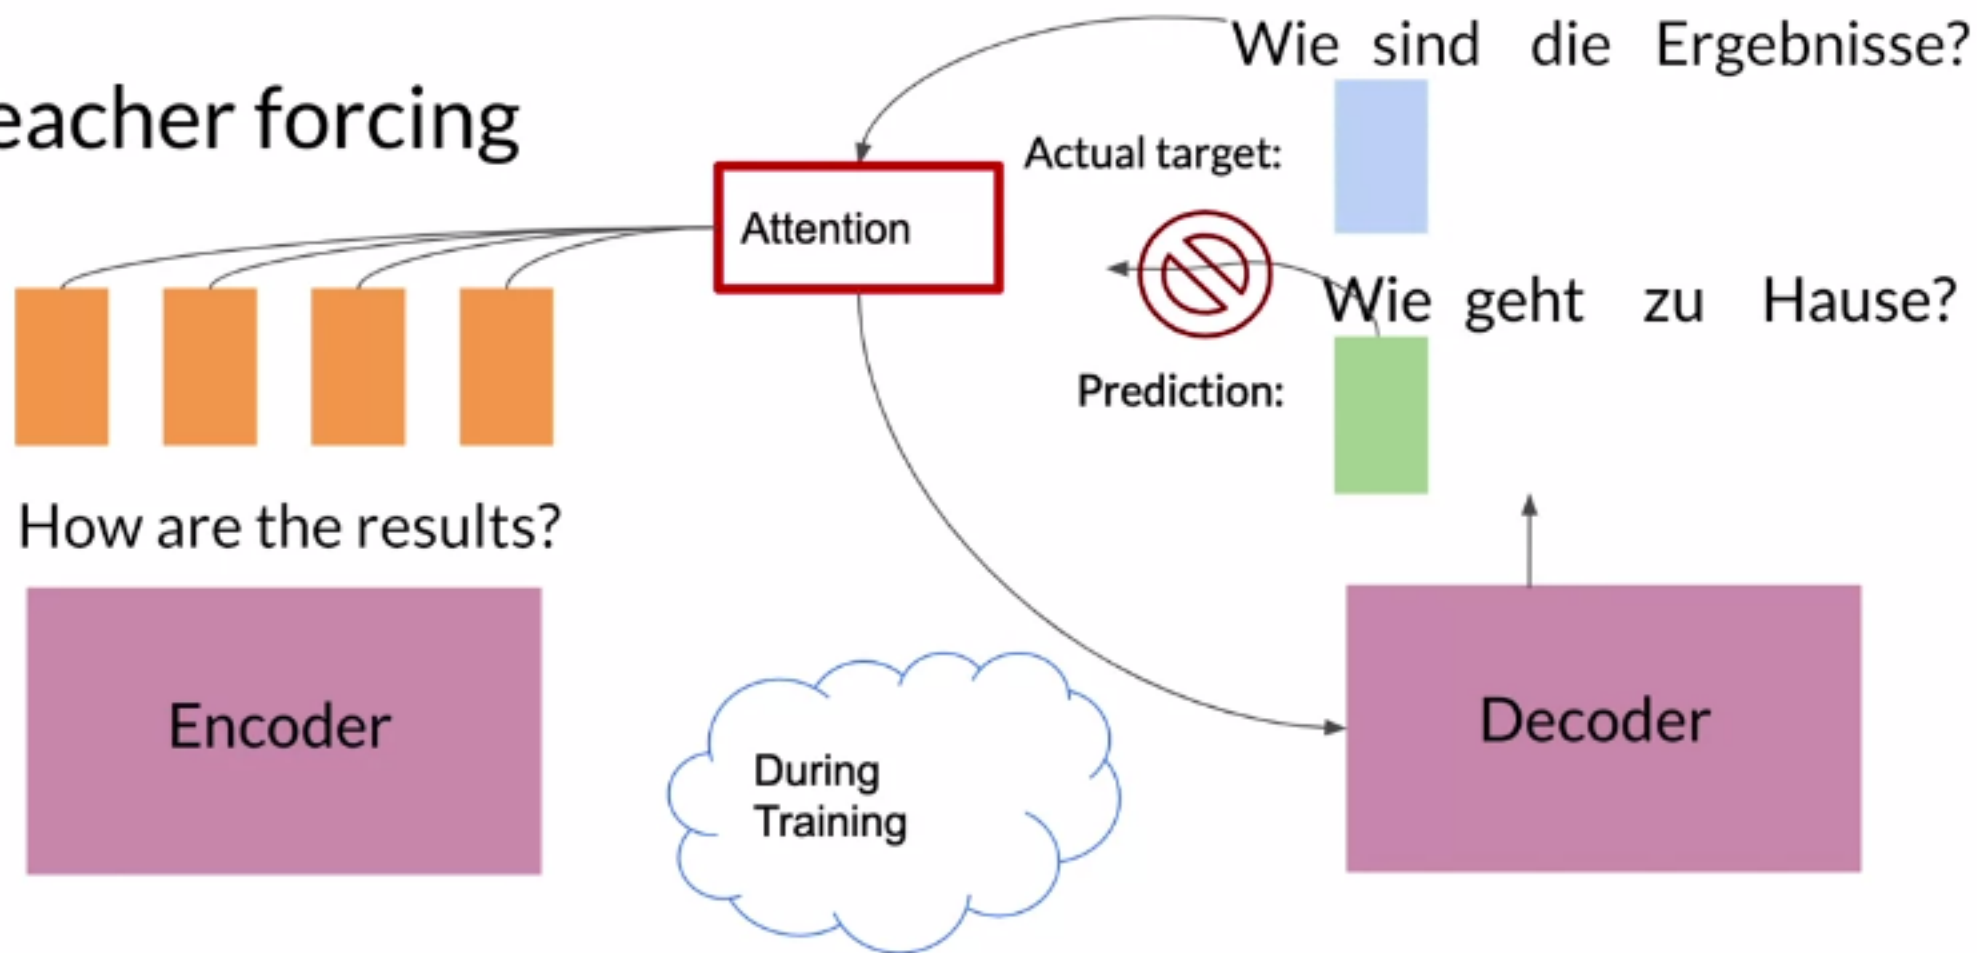 eacher forcing
Wie sind die Ergebnisse?
Actual target:
Attention
Wie geht zu Hause?
Prediction:
How are the results?
Encoder
Decoder
During
Training